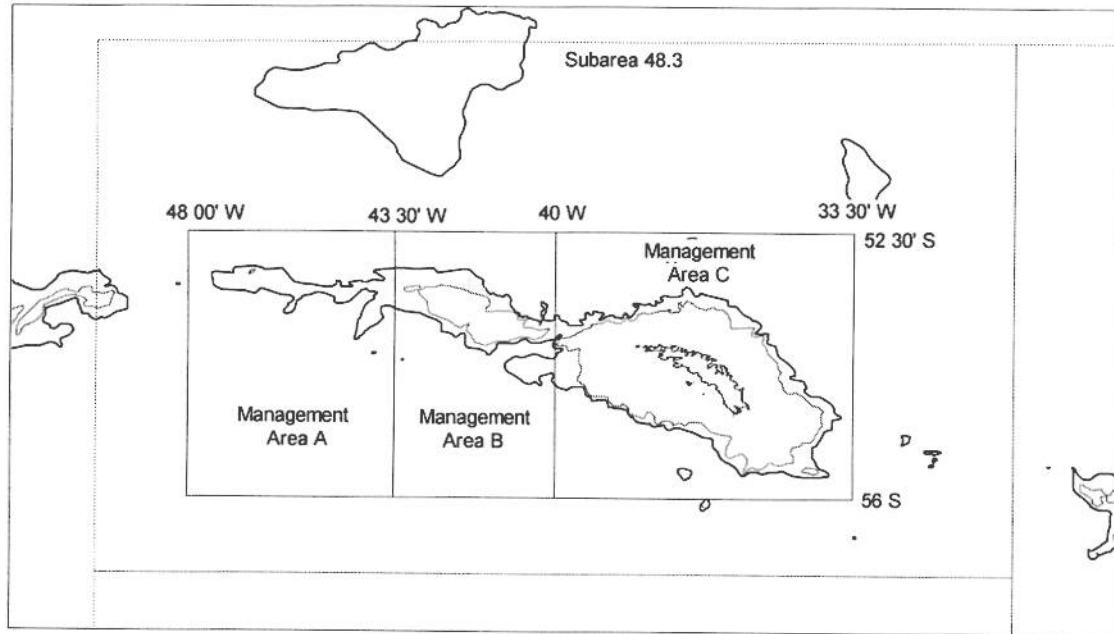 Subarea 48.3
48 00' W
43 30' W
40 W
33 30' W
52 30' S
Management
Area C
Management
Area A
Management
Area B
56 S